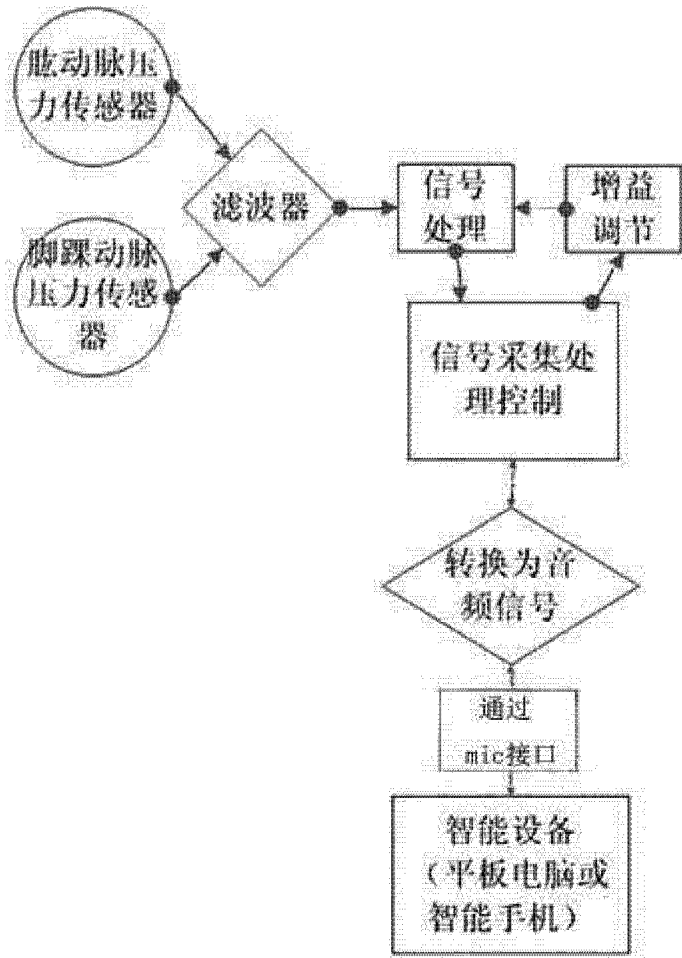 肱动脉压
力传感器
滤波器
脚踝动脉
压力传感
器
信号
处理
增益
调节
信号采集处
理控制
转换为音
频信号
通过
mic接口
智能设备
（平板电脑或
智能手机）